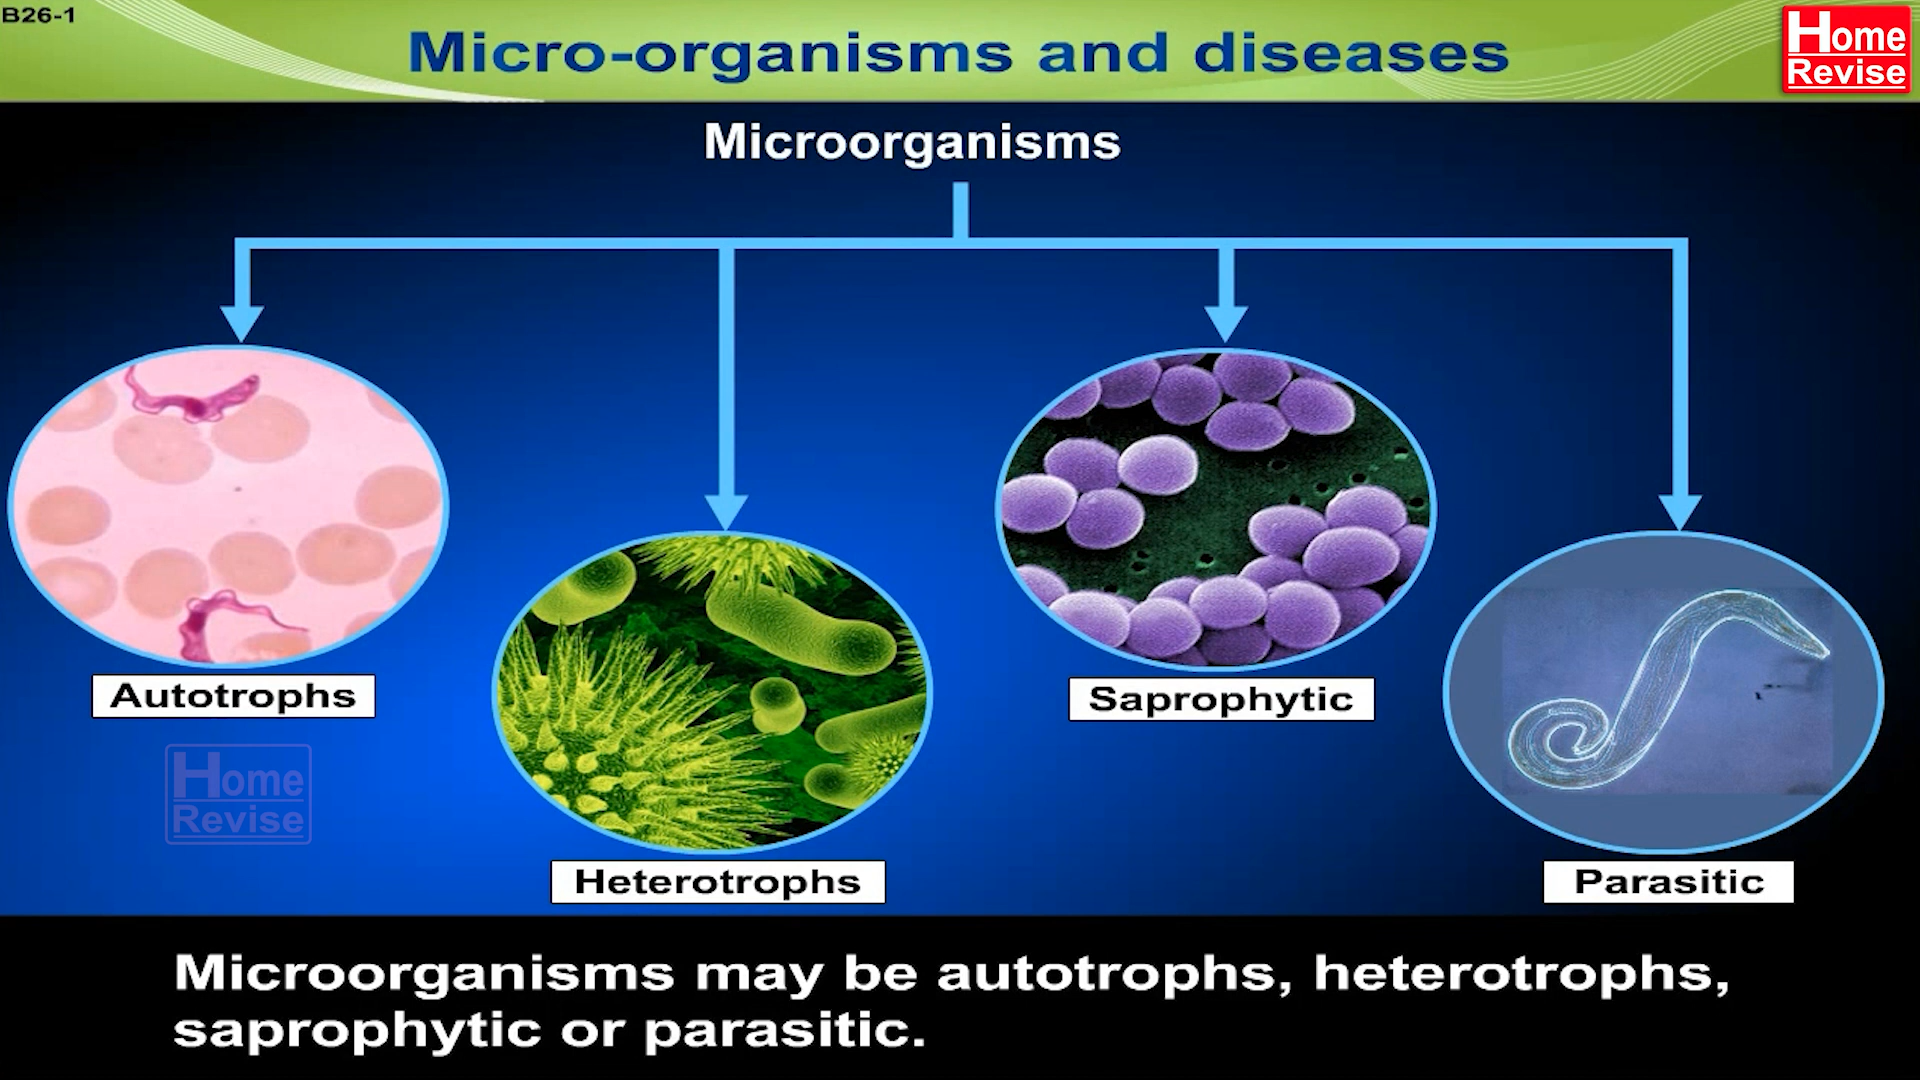 B26-1
Micro-organisms and diseases
Home
Revise
Microorganisms
Autotrophs
Heterotrophs
Saprophytic
Parasitic
Home
Revise
Microorganisms may be autotrophs, heterotrophs,
saprophytic or parasitic.